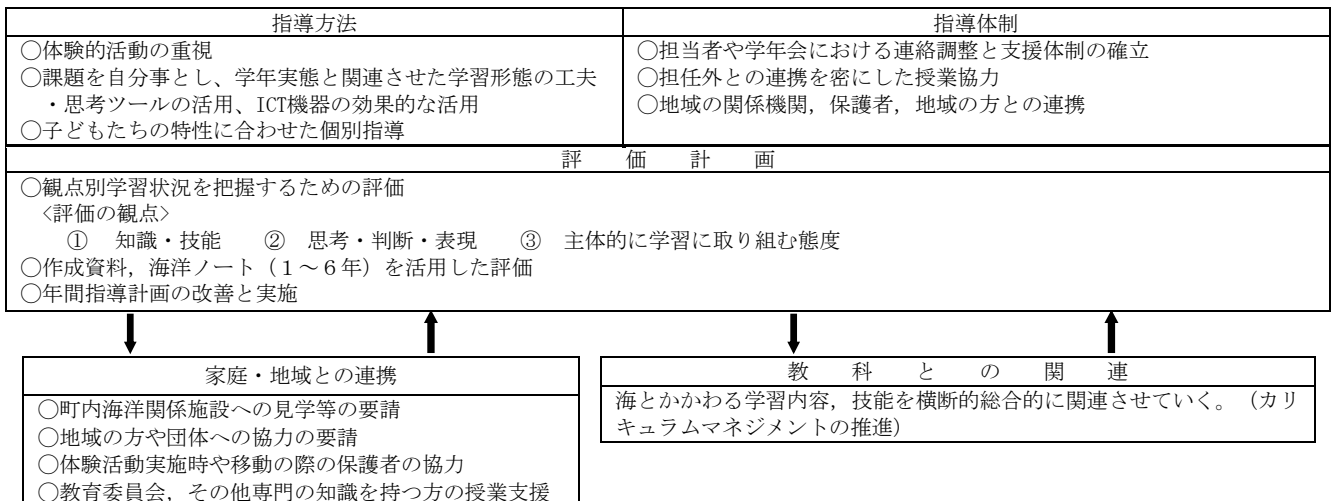 指導方法
○体験的活動の重視
○課題を自分事とし、学年実態と関連させた学習形態の工夫
・思考ツールの活用、ICT機器の効果的な活用
○子どもたちの特性に合わせた個別指導
指導体制
○担当者や学年会における連絡調整と支援体制の確立
○担任外との連携を密にした授業協力
○地域の関係機関，保護者，地域の方との連携
評　価　計　画
○観点別学習状況を把握するための評価
<評価の観点>
①　知識・技能　　②　思考・判断・表現　　③　主体的に学習に取り組む態度
○作成資料，海洋ノート（１～６年）を活用した評価
○年間指導計画の改善と実施
家庭・地域との連携
○町内海洋関係施設への見学等の要請
○地域の方や団体への協力の要請
○体験活動実施時や移動の際の保護者の協力
○教育委員会，その他専門の知識を持つ方の授業支援
教　科　と　の　関　連
海とかかわる学習内容，技能を横断的総合的に関連させていく。（カリ
キュラムマネジメントの推進）